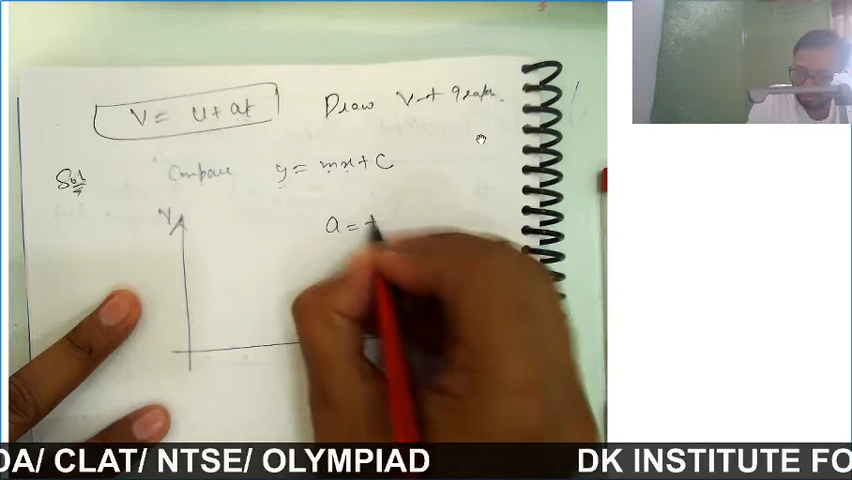 V = u + at Draw V-t graph.
Sol Compare y = mx + C
V
a = +
DA/ CLAT/ NTSE/ OLYMPIAD DK INSTITUTE FO